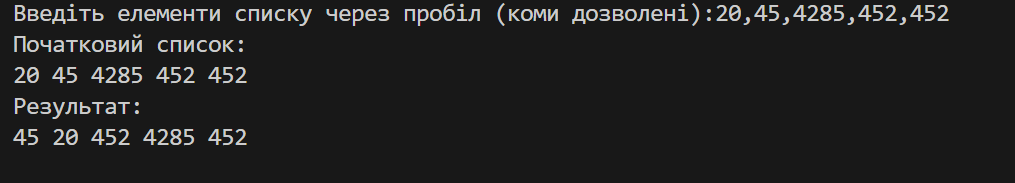 Введіть елементи списку через пробіл (коми дозволені):20,45,4285,452,452
Початковий список:
20 45 4285 452 452
Результат:
45 20 452 4285 452